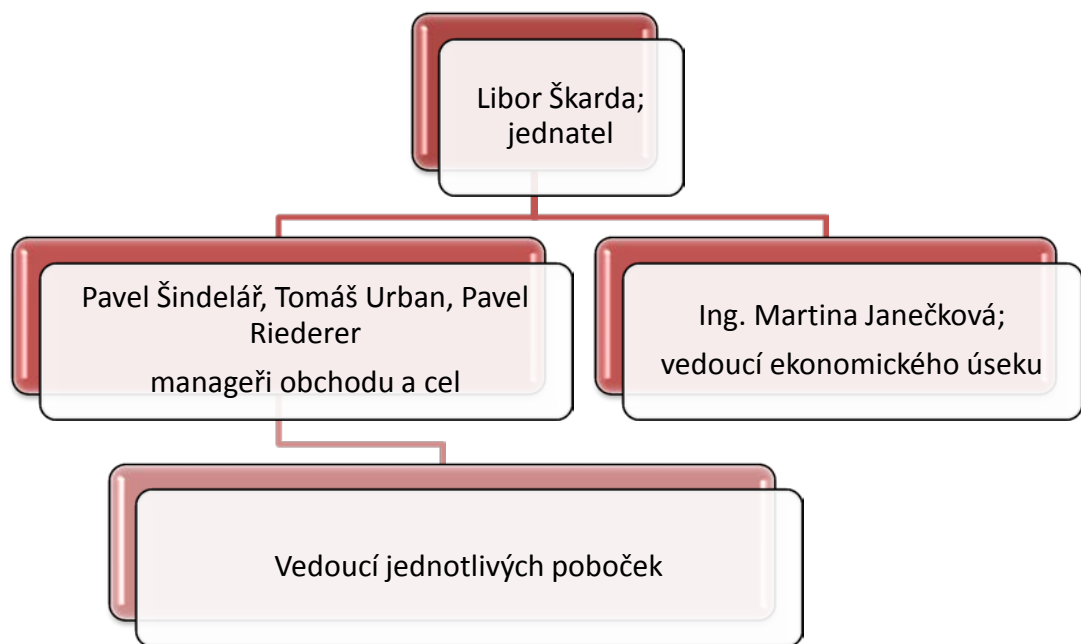 Libor Škarda;
jednatel
Pavel Šindelář, Tomáš Urban, Pavel
Riederer
manageři obchodu a cel
Ing. Martina Janečková;
vedoucí ekonomického úseku
Vedoucí jednotlivých poboček